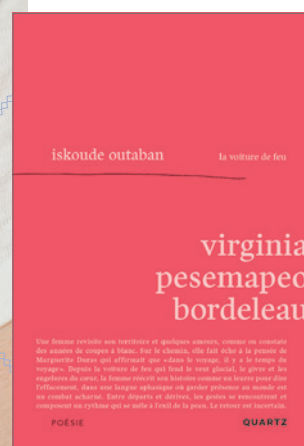 iskoude outaban
la voiture de feu
virginia
pesemapeo
bordeleau
Une femme revisite son territoire et quelques amours, comme on constate
des années de coupes à blanc. Sur le chemin, elle fait écho à la pensée de
Marguerite Duras qui affirmait que « dans le voyage, il y a le temps du
voyage ». Depuis la voiture de feu qui fend le vent glacial, le givre et les
engelures du cœur, la femme réécrit son histoire comme un leurre pour dire
l'effacement, dans une langue aphasique où garder présence au monde est
un combat acharné. Entre départs et dérives, les gestes se rencontrent et
composent un rythme qui se mêle à l'exil de la peau. Le retour est incertain.
POÉSIE
QUARTZ